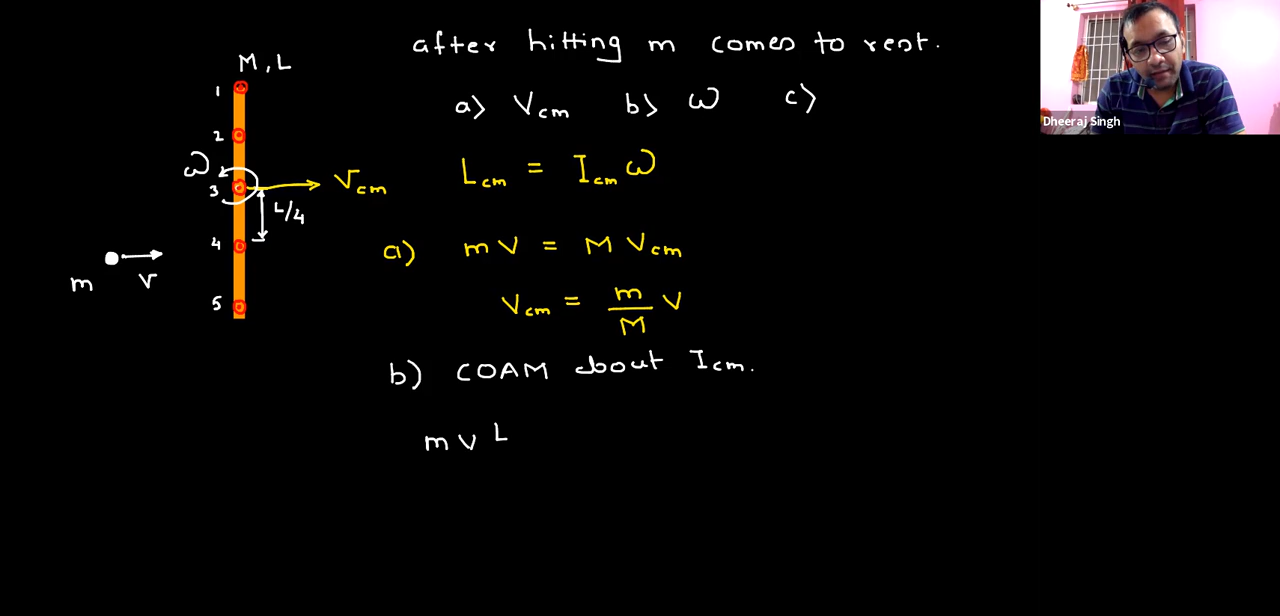 after hitting m comes to rest.
M, L
a) Vcm b) ω c)
1
2
ω
3
Vcm
L/4
4
m
v
5
Lcm = Icm ω
a) mV = M Vcm
Vcm = m/M V
b) COAM about Icm.
m v L
Dheeraj Singh